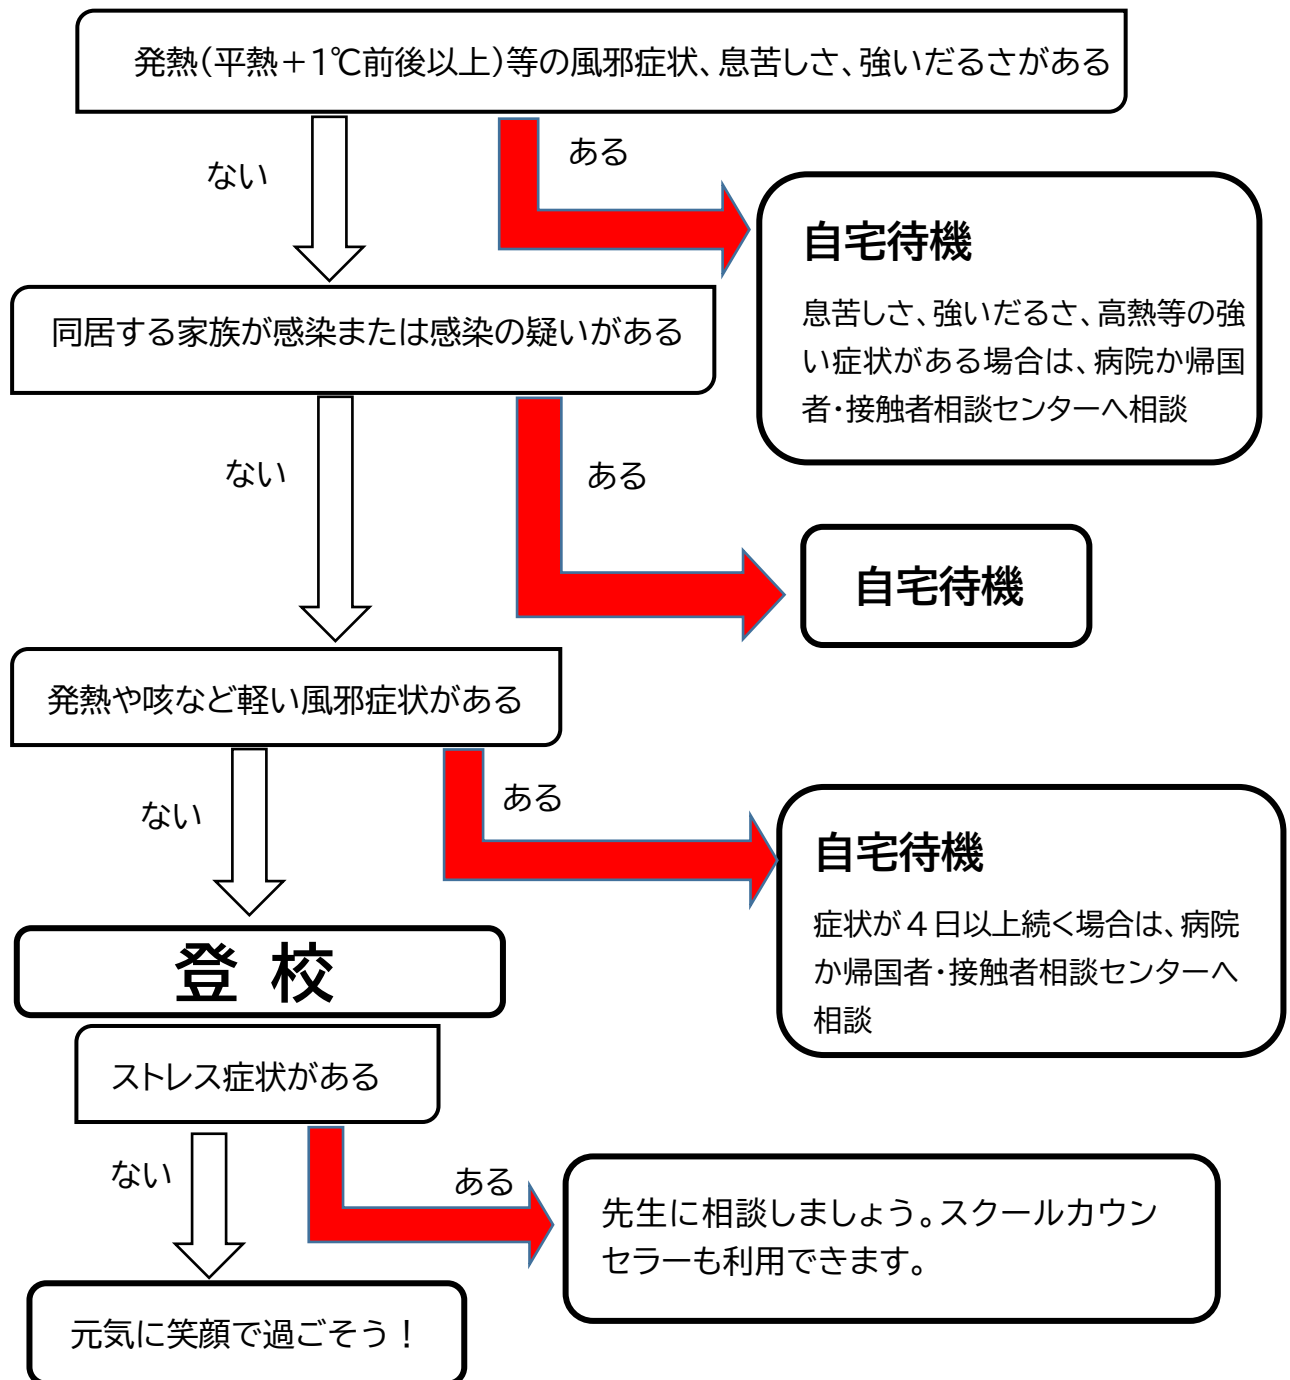 発熱（平熱＋1℃前後以上）等の風邪症状、息苦しさ、強いだるさがある
ない
ある
自宅待機
息苦しさ、強いだるさ、高熱等の強
い症状がある場合は、病院か帰国
者・接触者相談センターへ相談
同居する家族が感染または感染の疑いがある
ない
ある
自宅待機
発熱や咳など軽い風邪症状がある
ない
ある
自宅待機
症状が４日以上続く場合は、病院
か帰国者・接触者相談センターへ
相談
登 校
ストレス症状がある
ない
ある
先生に相談しましょう。スクールカウン
セラーも利用できます。
元気に笑顔で過ごそう！